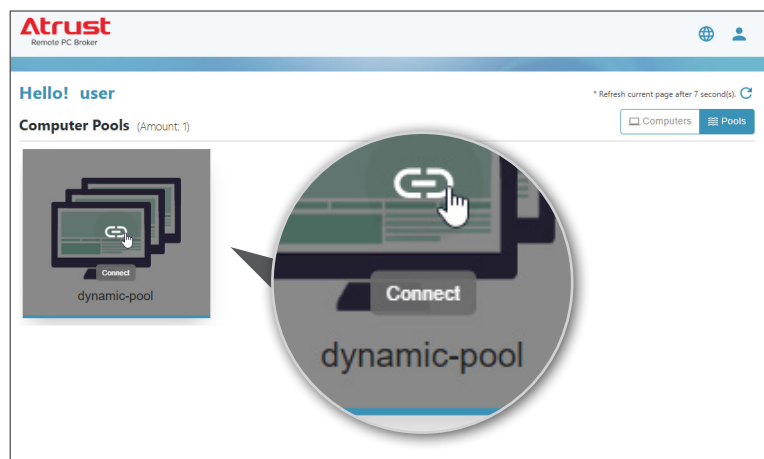 Atrust
Remote PC Broker
Hello! user
* Refresh current page after 7 second(s).
Computer Pools (Amount: 1)
Computers
Pools
Connect
dynamic-pool
Connect
dynamic-pool